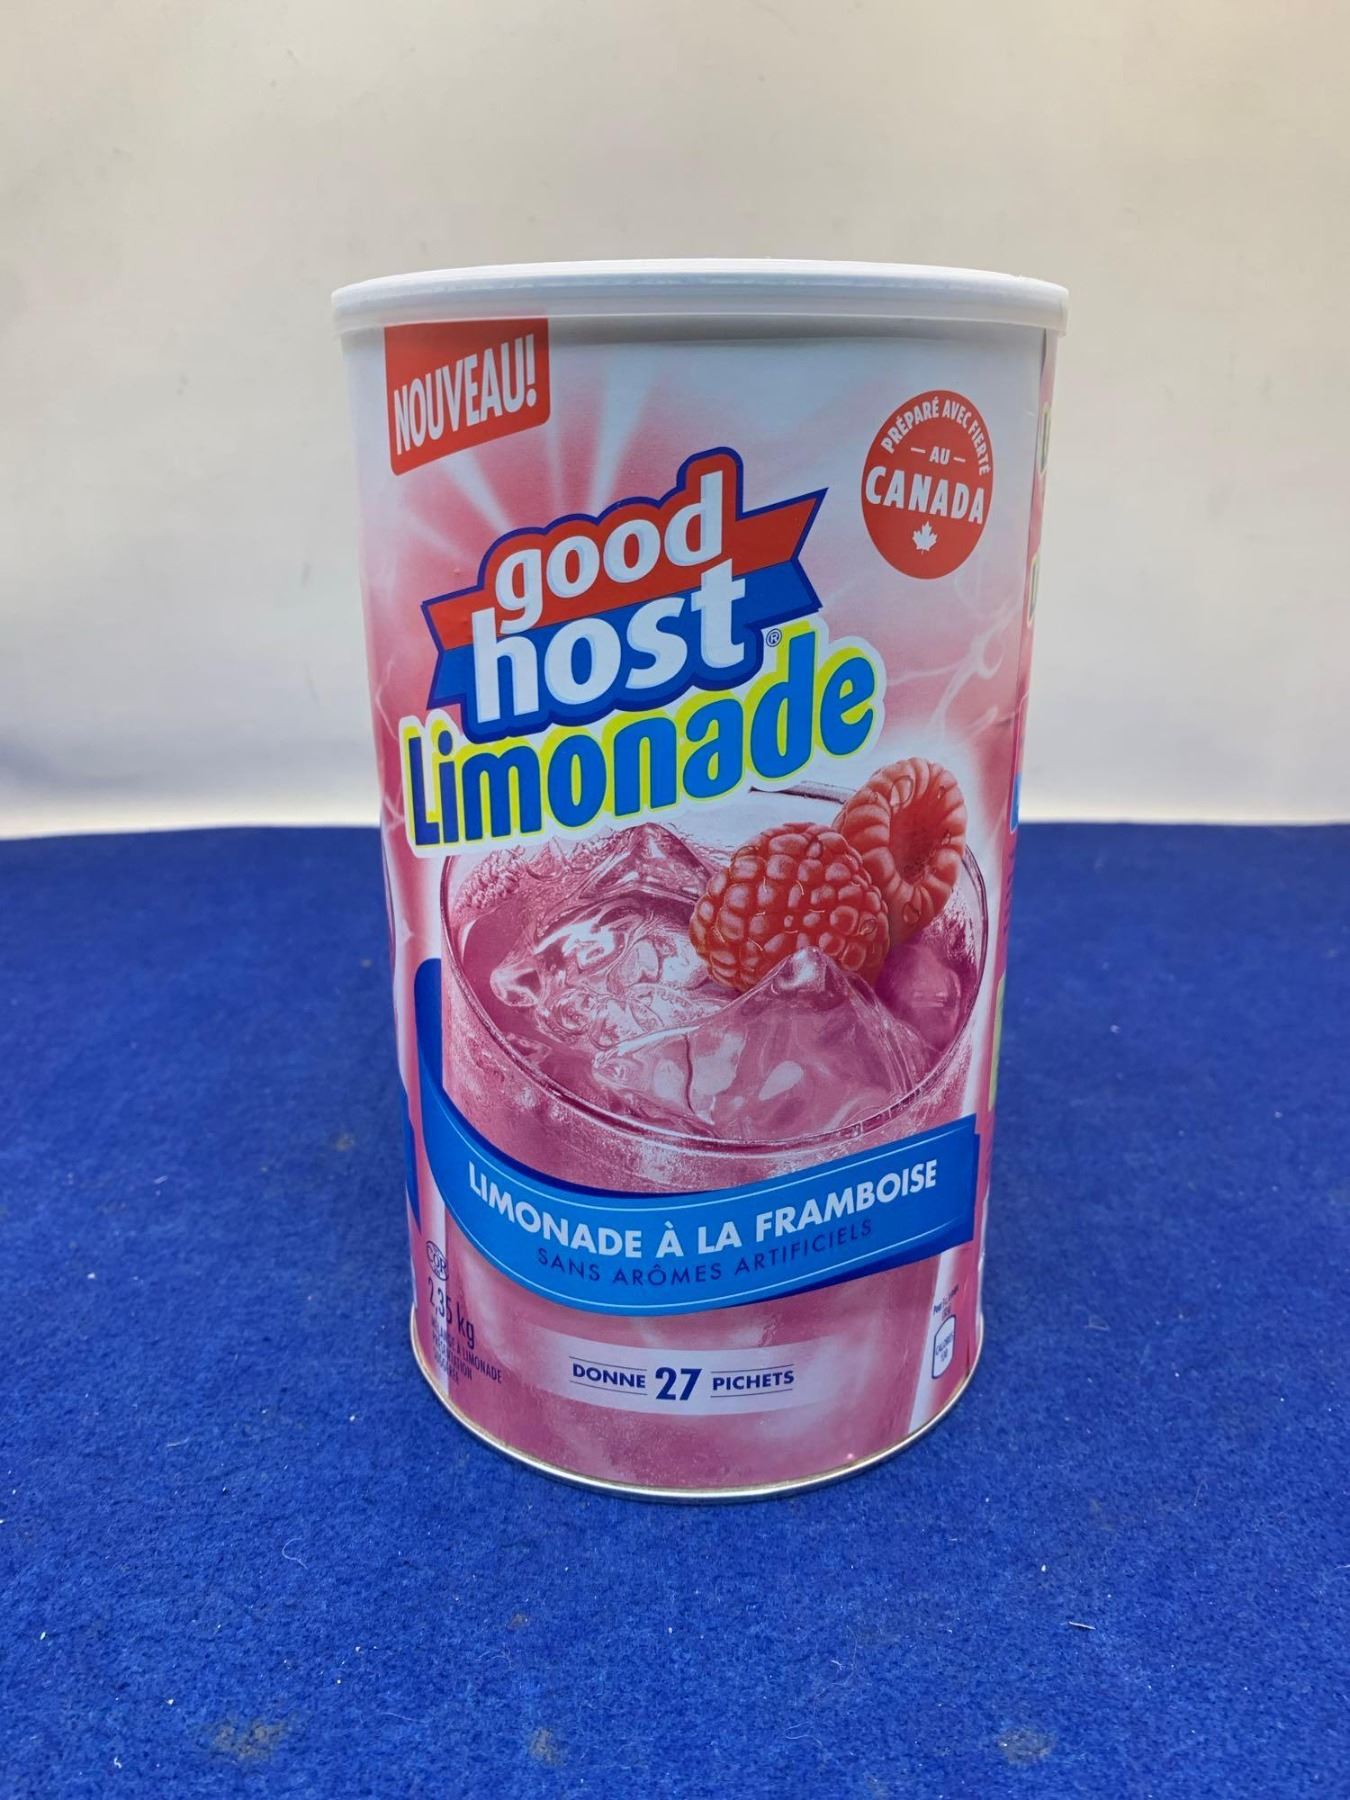 NOUVEAU!
PRÉPARÉ AVEC FIERTÉ
AU
CANADA
good
host®
Limonade
LIMONADE À LA FRAMBOISE
SANS ARÔMES ARTIFICIELS
COR
2,35 kg
DONNE 27 PICHETS